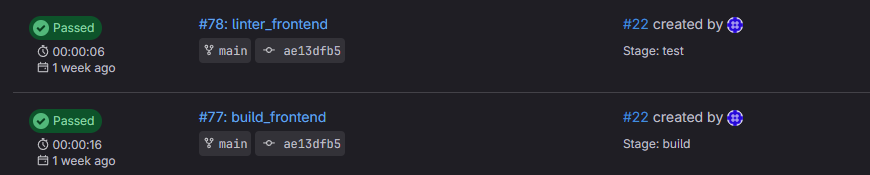 Passed
#78: linter_frontend
#22 created by
00:00:06
main
ae13dfb5
Stage: test
1 week ago
Passed
#77: build_frontend
#22 created by
00:00:16
main
ae13dfb5
Stage: build
1 week ago